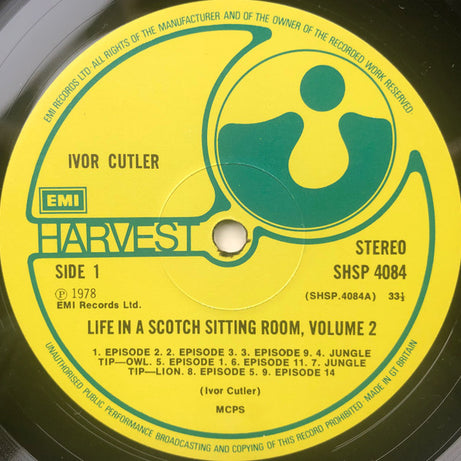 EMI RECORDS LTD ALL RIGHTS OF THE MANUFACTURER AND OF THE OWNER OF THE RECORDED WORK RESERVED
IVOR CUTLER
EMI
HARVEST
STEREO
SIDE 1
SHSP 4084
Ⓟ 1978
(SHSP.4084A) 33⅓
EMI Records Ltd.
LIFE IN A SCOTCH SITTING ROOM, VOLUME 2
1. EPISODE 2. 2. EPISODE 3. 3. EPISODE 9. 4. JUNGLE
TIP—OWL. 5. EPISODE 1. 6. EPISODE 11. 7. JUNGLE
TIP—LION. 8. EPISODE 5. 9. EPISODE 14
(Ivor Cutler)
MCPS
UNAUTHORISED PUBLIC PERFORMANCE BROADCASTING AND COPYING OF THIS RECORD PROHIBITED·MADE IN GT BRITAIN